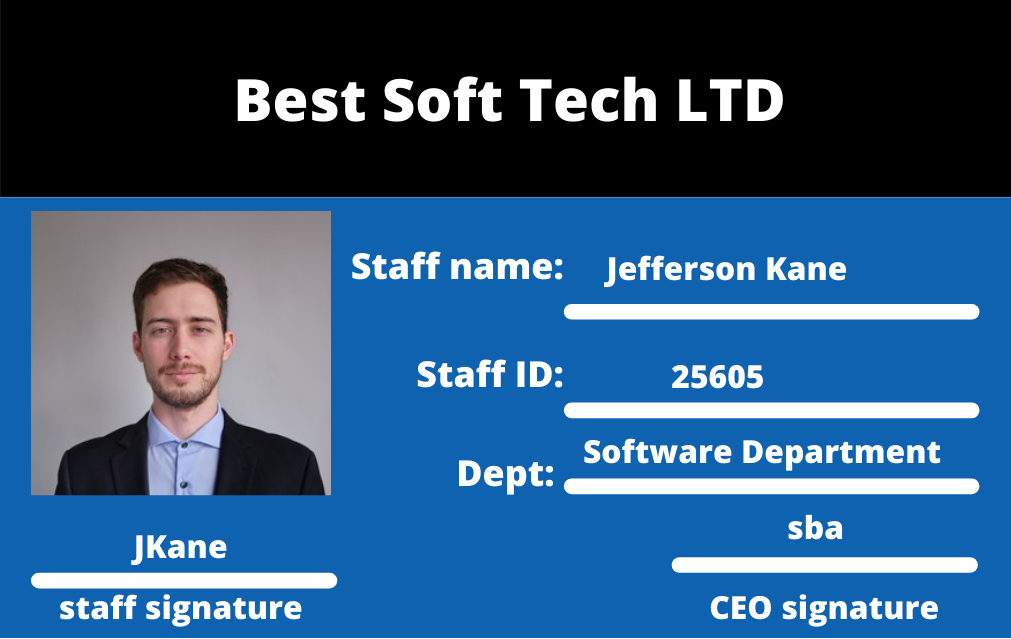 Best Soft Tech LTD
Staff name: Jefferson Kane
Staff ID: 25605
Dept: Software Department
JKane
staff signature
sba
CEO signature